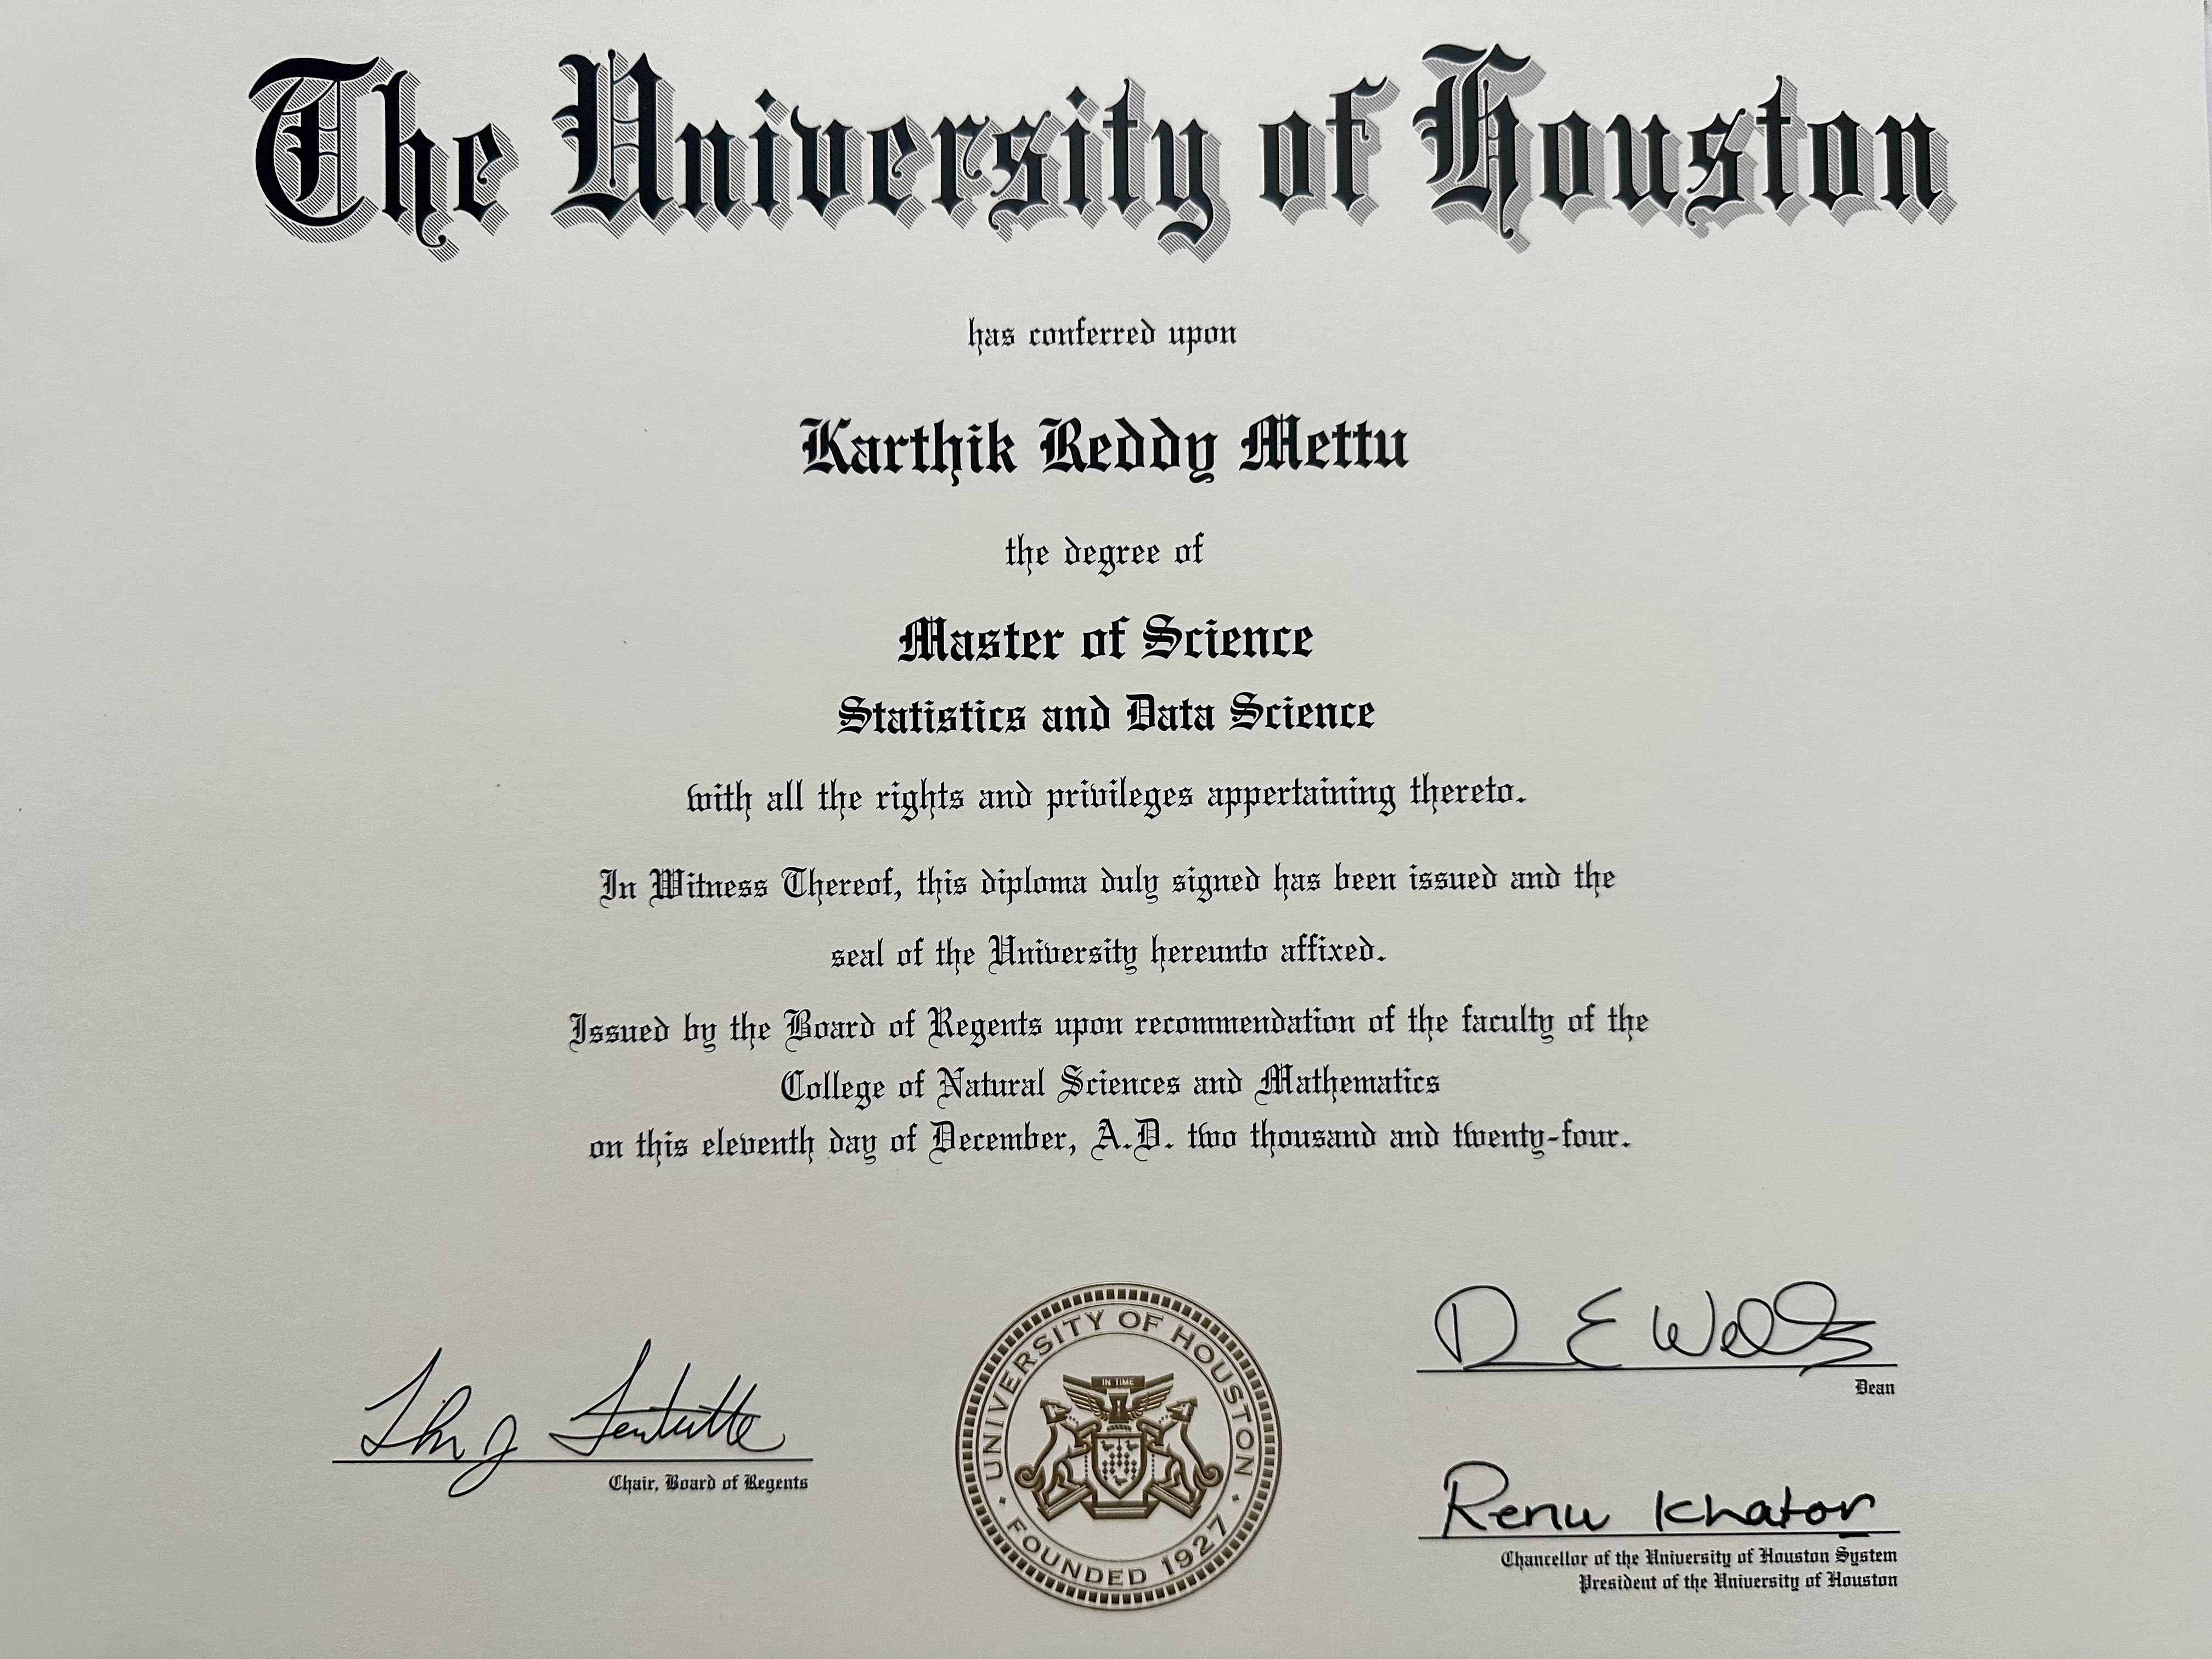 The University of Houston
has conferred upon
Karthik Reddy Mettu
the degree of
Master of Science
Statistics and Data Science
with all the rights and privileges appertaining thereto.
In Witness Thereof, this diploma duly signed has been issued and the
seal of the University hereunto affixed.
Issued by the Board of Regents upon recommendation of the faculty of the
College of Natural Sciences and Mathematics
on this eleventh day of December, A.D. two thousand and twenty-four.
Chair, Board of Regents
UNIVERSITY OF HOUSTON
IN TIME
FOUNDED 1927
D E Wells
Dean
Renu Khator
Chancellor of the University of Houston System
President of the University of Houston